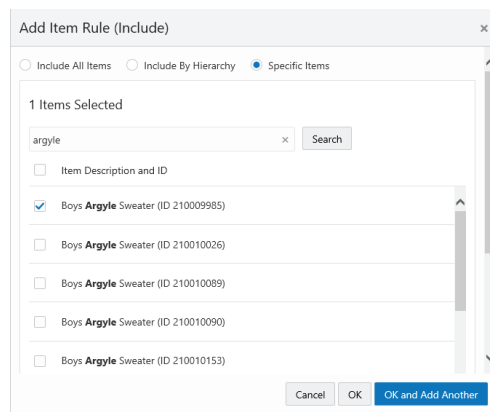 Add Item Rule (Include)
Include All Items Include By Hierarchy Specific Items
1 Items Selected
argyle Search
Item Description and ID
Boys Argyle Sweater (ID 210009985)
Boys Argyle Sweater (ID 210010026)
Boys Argyle Sweater (ID 210010089)
Boys Argyle Sweater (ID 210010090)
Boys Argyle Sweater (ID 210010153)
Cancel OK OK and Add Another